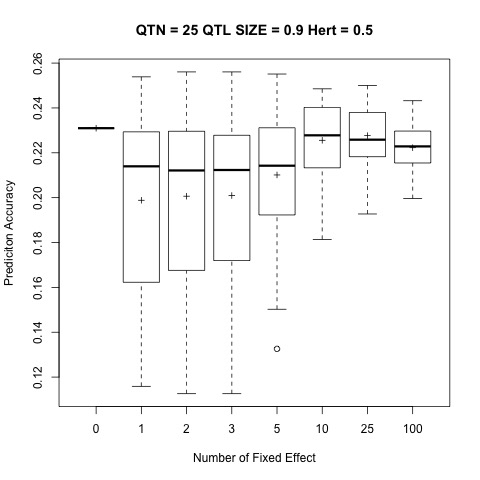 QTN = 25 QTL SIZE = 0.9 Hert = 0.5
Prediciton Accuracy
0.26
0.24
0.22
0.20
0.18
0.16
0.14
0.12
0 1 2 3 5 10 25 100
Number of Fixed Effect